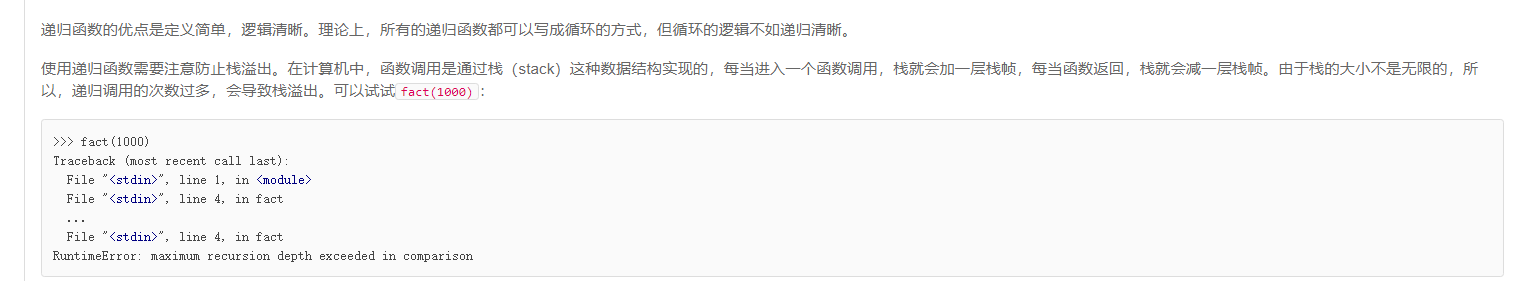 递归函数的优点是定义简单，逻辑清晰。理论上，所有的递归函数都可以写成循环的方式，但循环的逻辑不如递归清晰。
使用递归函数需要注意防止栈溢出。在计算机中，函数调用是通过栈（stack）这种数据结构实现的，每当进入一个函数调用，栈就会加一层栈帧，每当函数返回，栈就会减一层栈帧。由于栈的大小不是无限的，所
以，递归调用的次数过多，会导致栈溢出。可以试试fact(1000)：
>>> fact(1000)
Traceback (most recent call last):
  File "<stdin>", line 1, in <module>
  File "<stdin>", line 4, in fact
  ...
  File "<stdin>", line 4, in fact
RuntimeError: maximum recursion depth exceeded in comparison